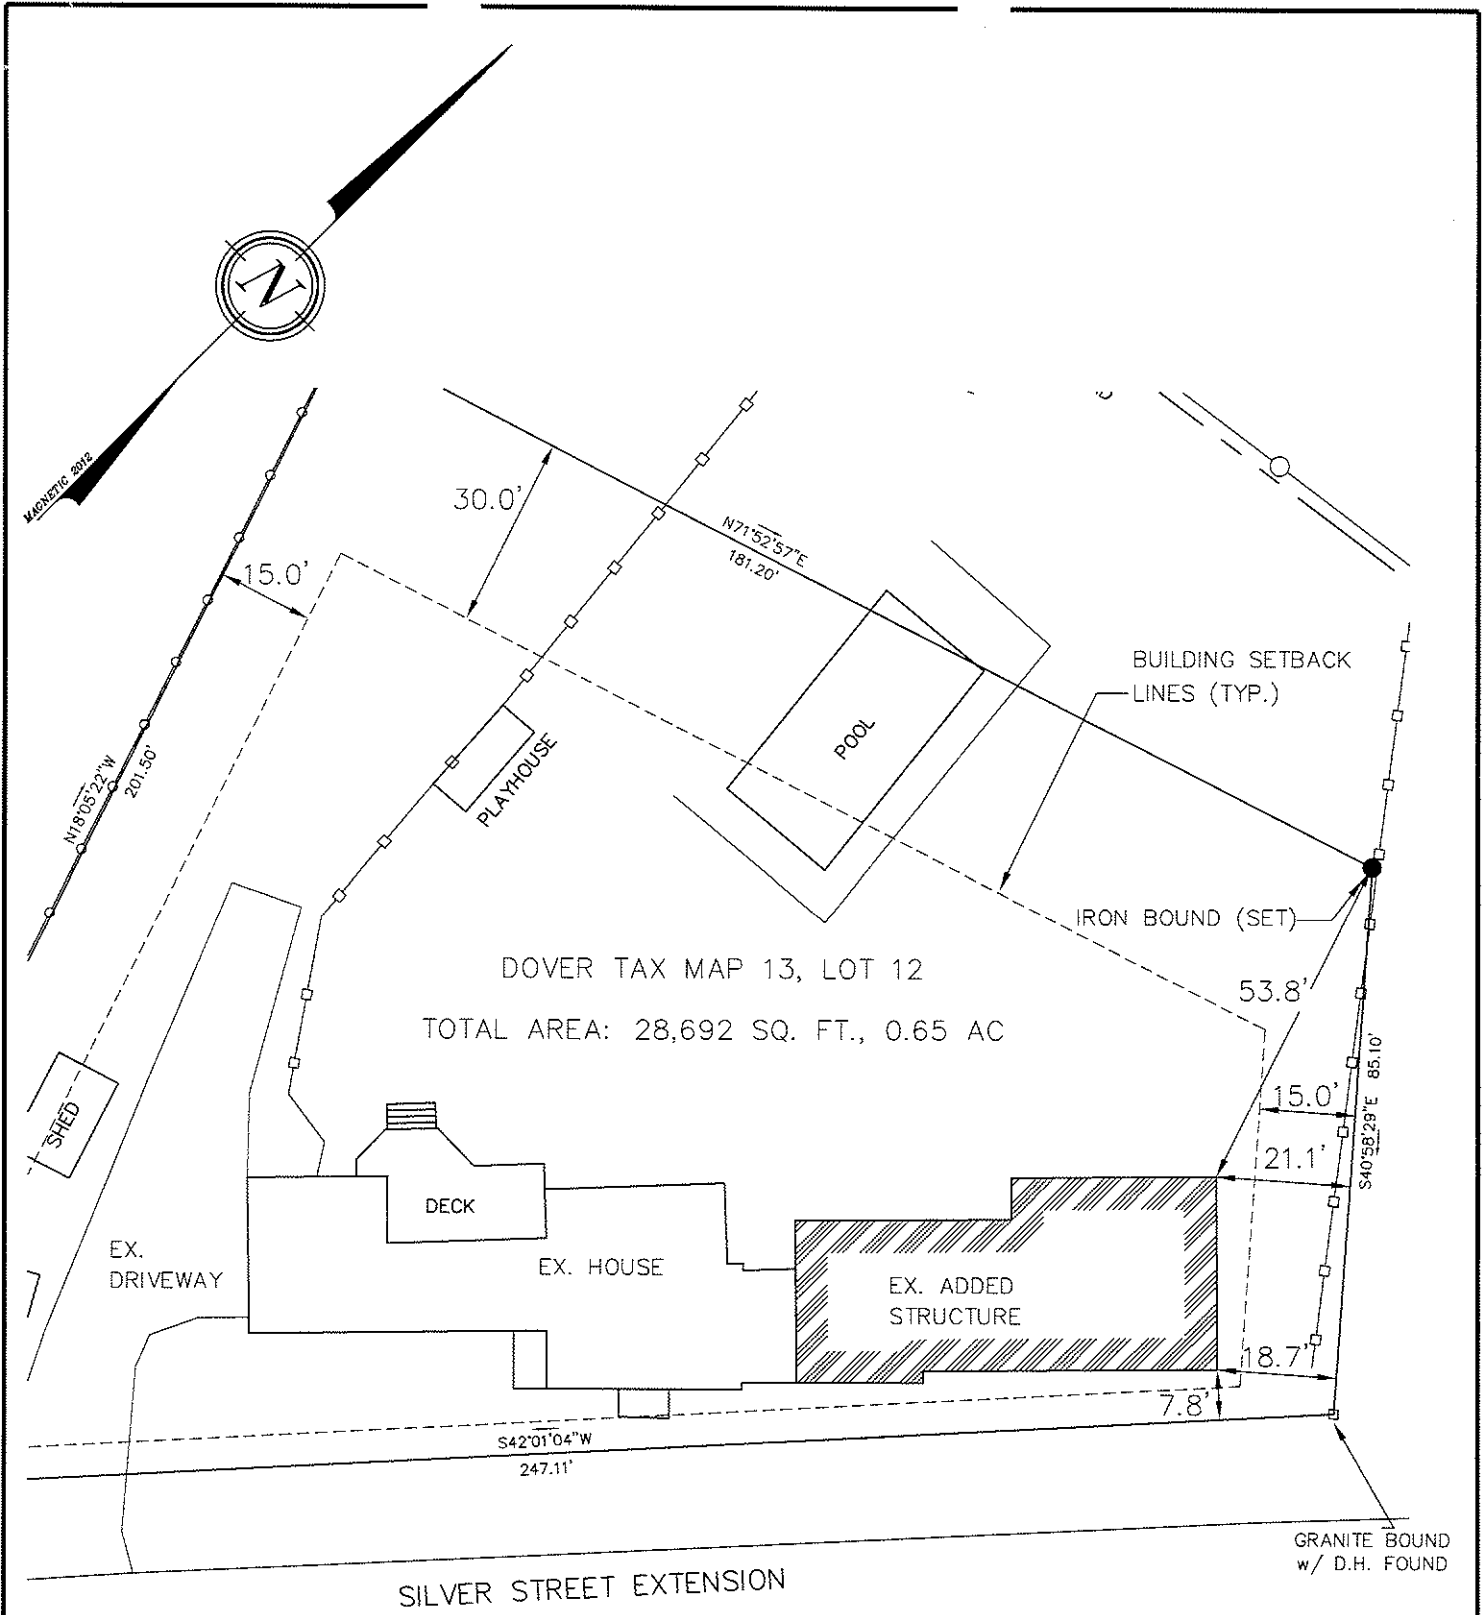 N
MAGNETIC 2012
30.0'
15.0'
N71°52'57"E
181.20'
BUILDING SETBACK
LINES (TYP.)
POOL
PLAYHOUSE
N18°05'22"W
201.50'
IRON BOUND (SET)
DOVER TAX MAP 13, LOT 12
TOTAL AREA: 28,692 SQ. FT., 0.65 AC
53.8'
S40°58'29"E 85.10'
15.0'
SHED
21.1'
DECK
EX.
DRIVEWAY
EX. HOUSE
EX. ADDED
STRUCTURE
18.7'
7.8'
S42°01'04"W
247.11'
GRANITE BOUND
w/ D.H. FOUND
SILVER STREET EXTENSION